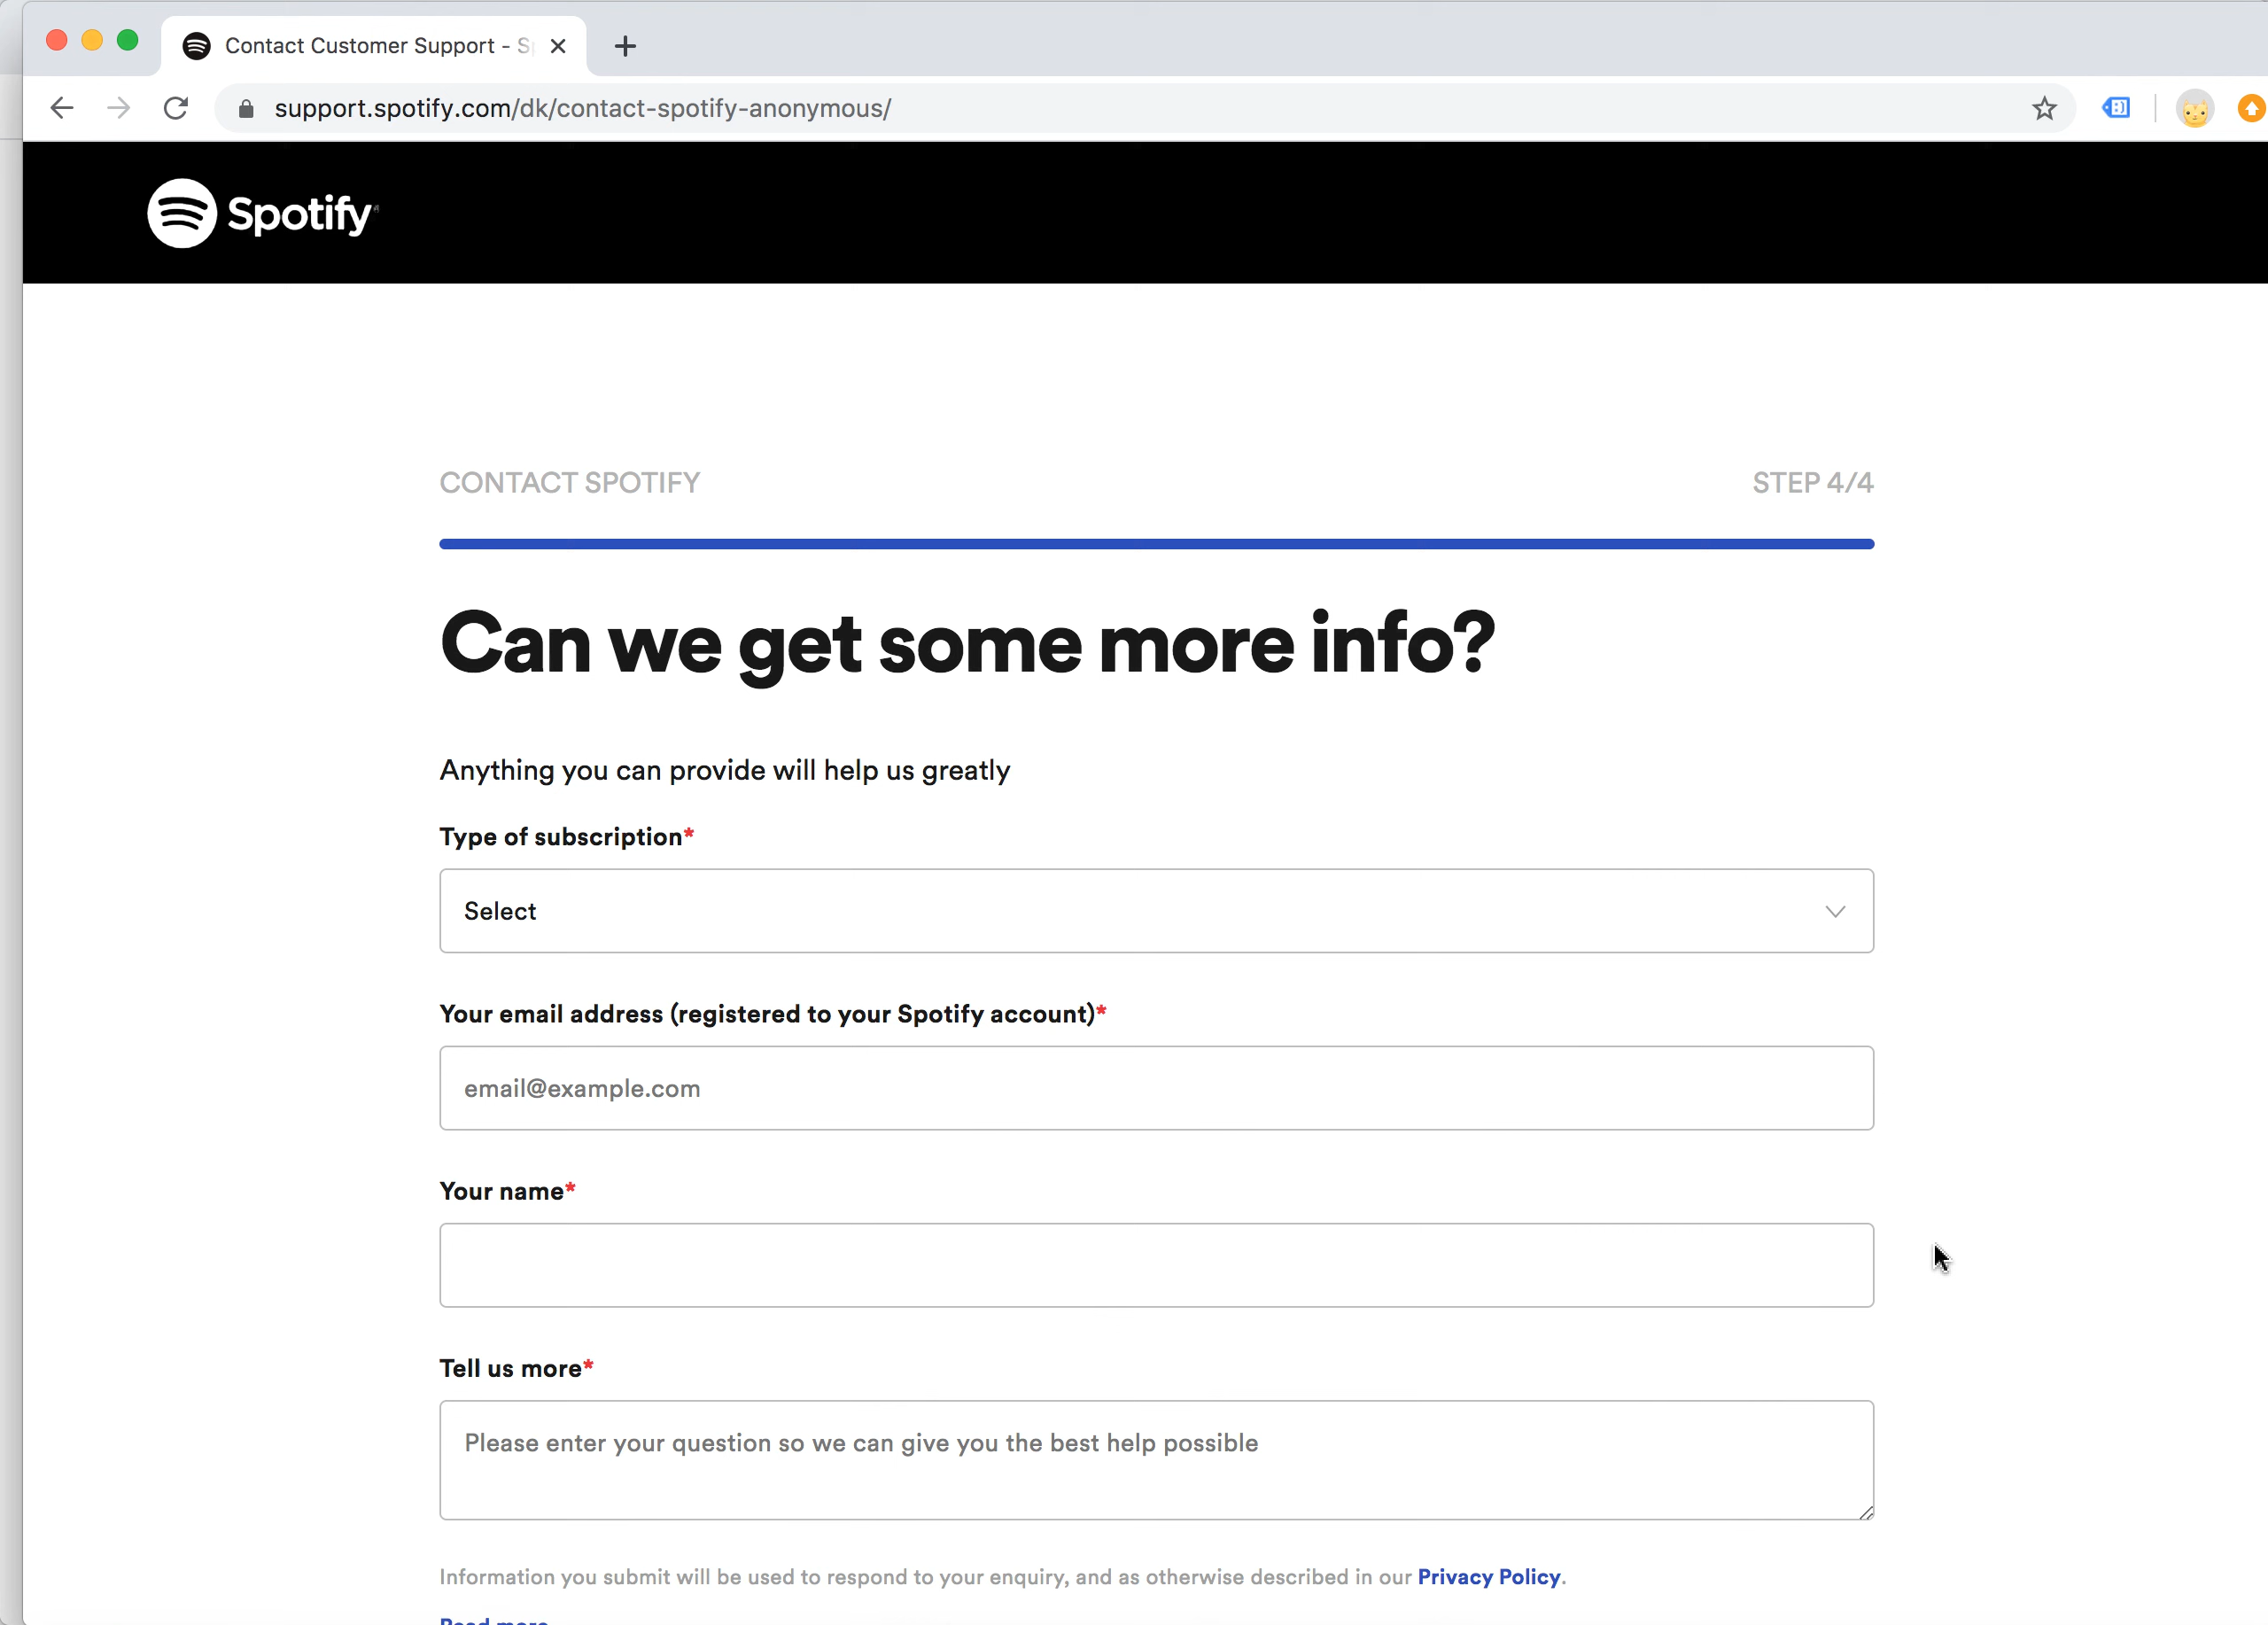 Contact Customer Support - S
support.spotify.com/dk/contact-spotify-anonymous/
Spotify
CONTACT SPOTIFY
STEP 4/4
Can we get some more info?
Anything you can provide will help us greatly
Type of subscription*
Select
Your email address (registered to your Spotify account)*
email@example.com
Your name*
Tell us more*
Please enter your question so we can give you the best help possible
Information you submit will be used to respond to your enquiry, and as otherwise described in our Privacy Policy.
Read more